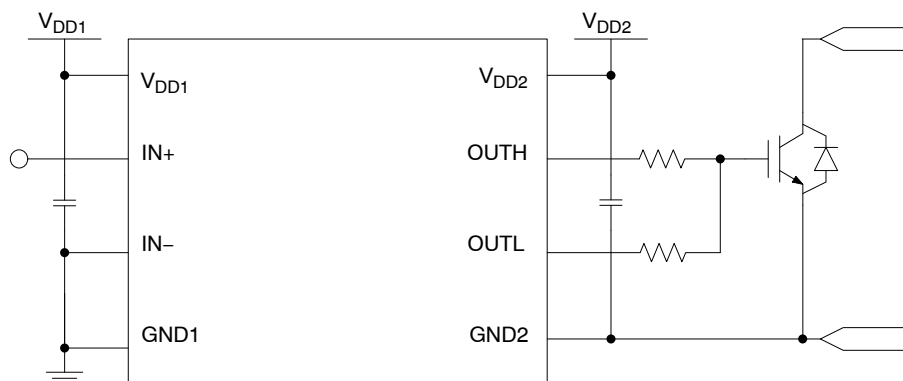 VDD1
VDD2
VDD1
VDD2
IN+
OUTH
IN−
OUTL
GND1
GND2